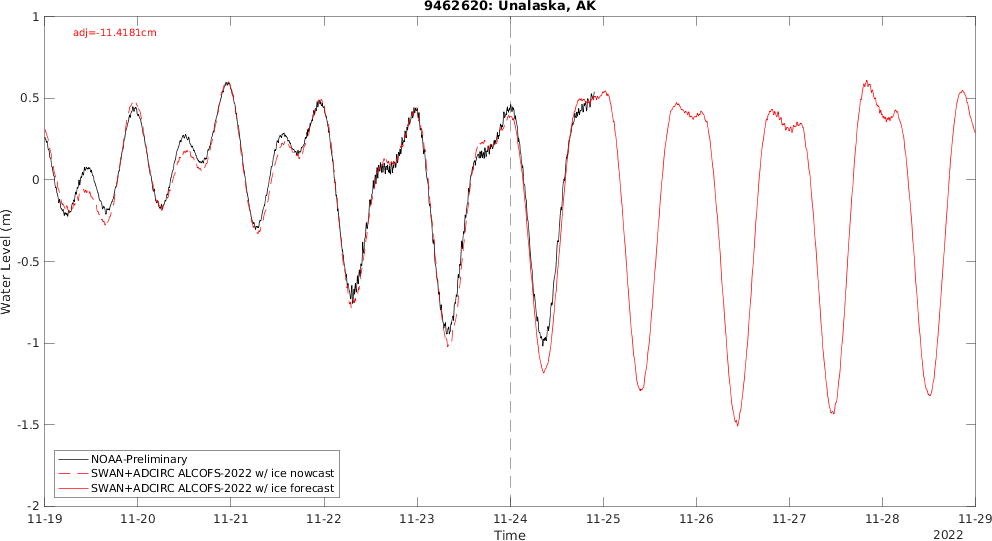 9462620: Unalaska, AK
adj=-11.4181cm
1
0.5
0
-0.5
-1
-1.5
-2
Water Level (m)
NOAA-Preliminary
SWAN+ADCIRC ALCOFS-2022 w/ ice nowcast
SWAN+ADCIRC ALCOFS-2022 w/ ice forecast
11-19 11-20 11-21 11-22 11-23 11-24 11-25 11-26 11-27 11-28 11-29
Time
2022